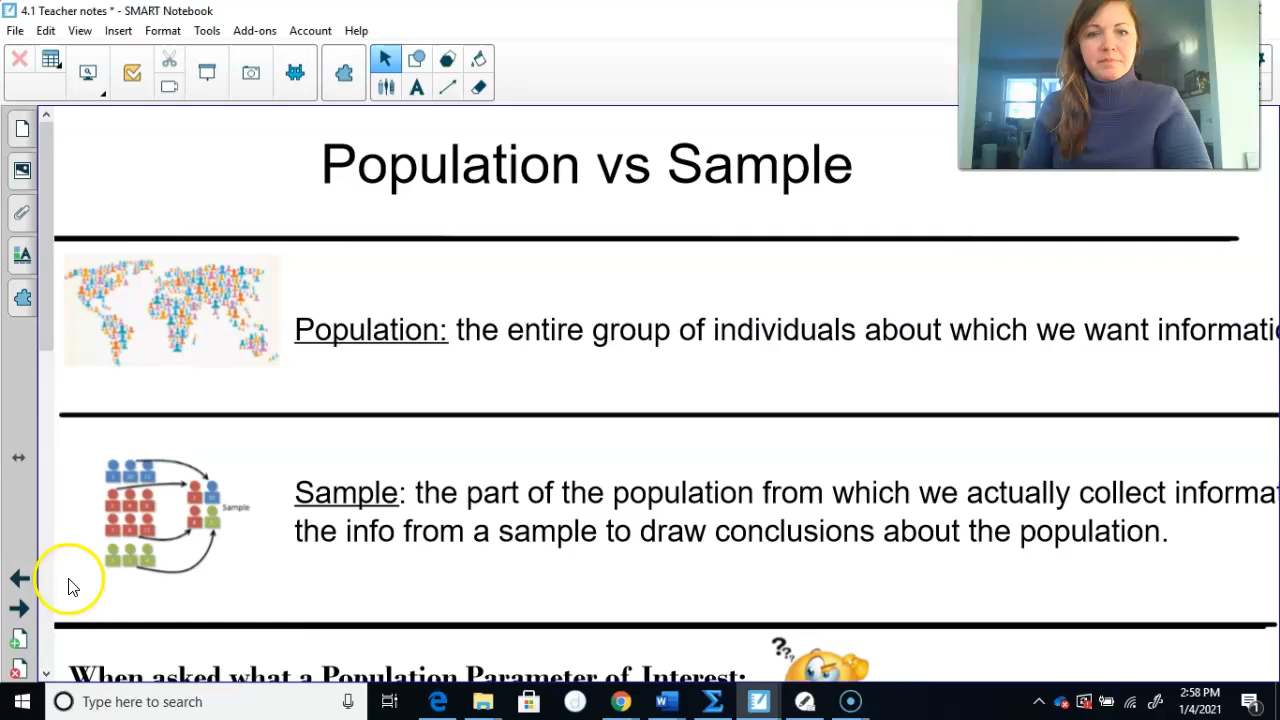 4.1 Teacher notes * - SMART Notebook
File Edit View Insert Format Tools Add-ons Account Help
Population vs Sample
Population: the entire group of individuals about which we want informatio
Sample
Sample: the part of the population from which we actually collect informa
the info from a sample to draw conclusions about the population.
???
When asked what a Population Parameter of Interest:
Type here to search
2:58 PM
1/4/2021